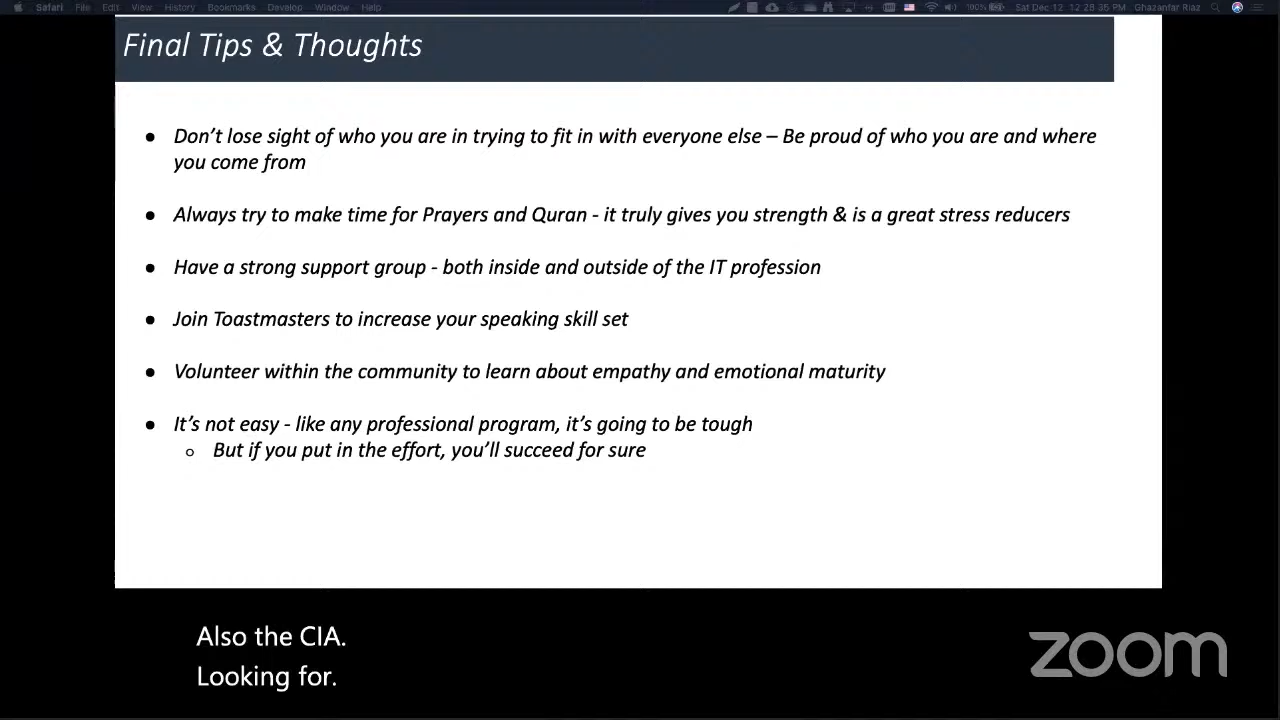 Safari File Edit View History Bookmarks Develop Window Help 100% Sat Dec 12 12:28:35 PM Ghazanfar Riaz
Final Tips & Thoughts
● Don't lose sight of who you are in trying to fit in with everyone else – Be proud of who you are and where
you come from
● Always try to make time for Prayers and Quran - it truly gives you strength & is a great stress reducers
● Have a strong support group - both inside and outside of the IT profession
● Join Toastmasters to increase your speaking skill set
● Volunteer within the community to learn about empathy and emotional maturity
● It's not easy - like any professional program, it's going to be tough
○ But if you put in the effort, you'll succeed for sure
Also the CIA.
Looking for.
zoom